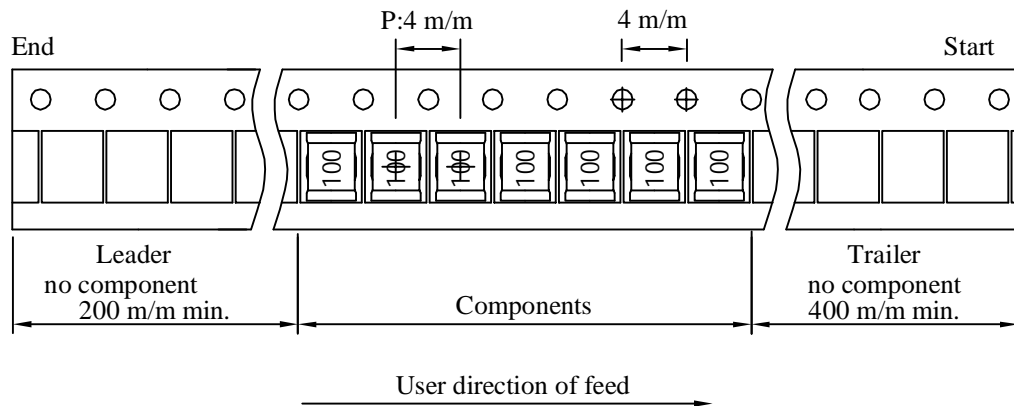 P:4 m/m
4 m/m
End
Start
100
100
100
100
100
100
100
Leader
no component
200 m/m min.
Components
Trailer
no component
400 m/m min.
User direction of feed